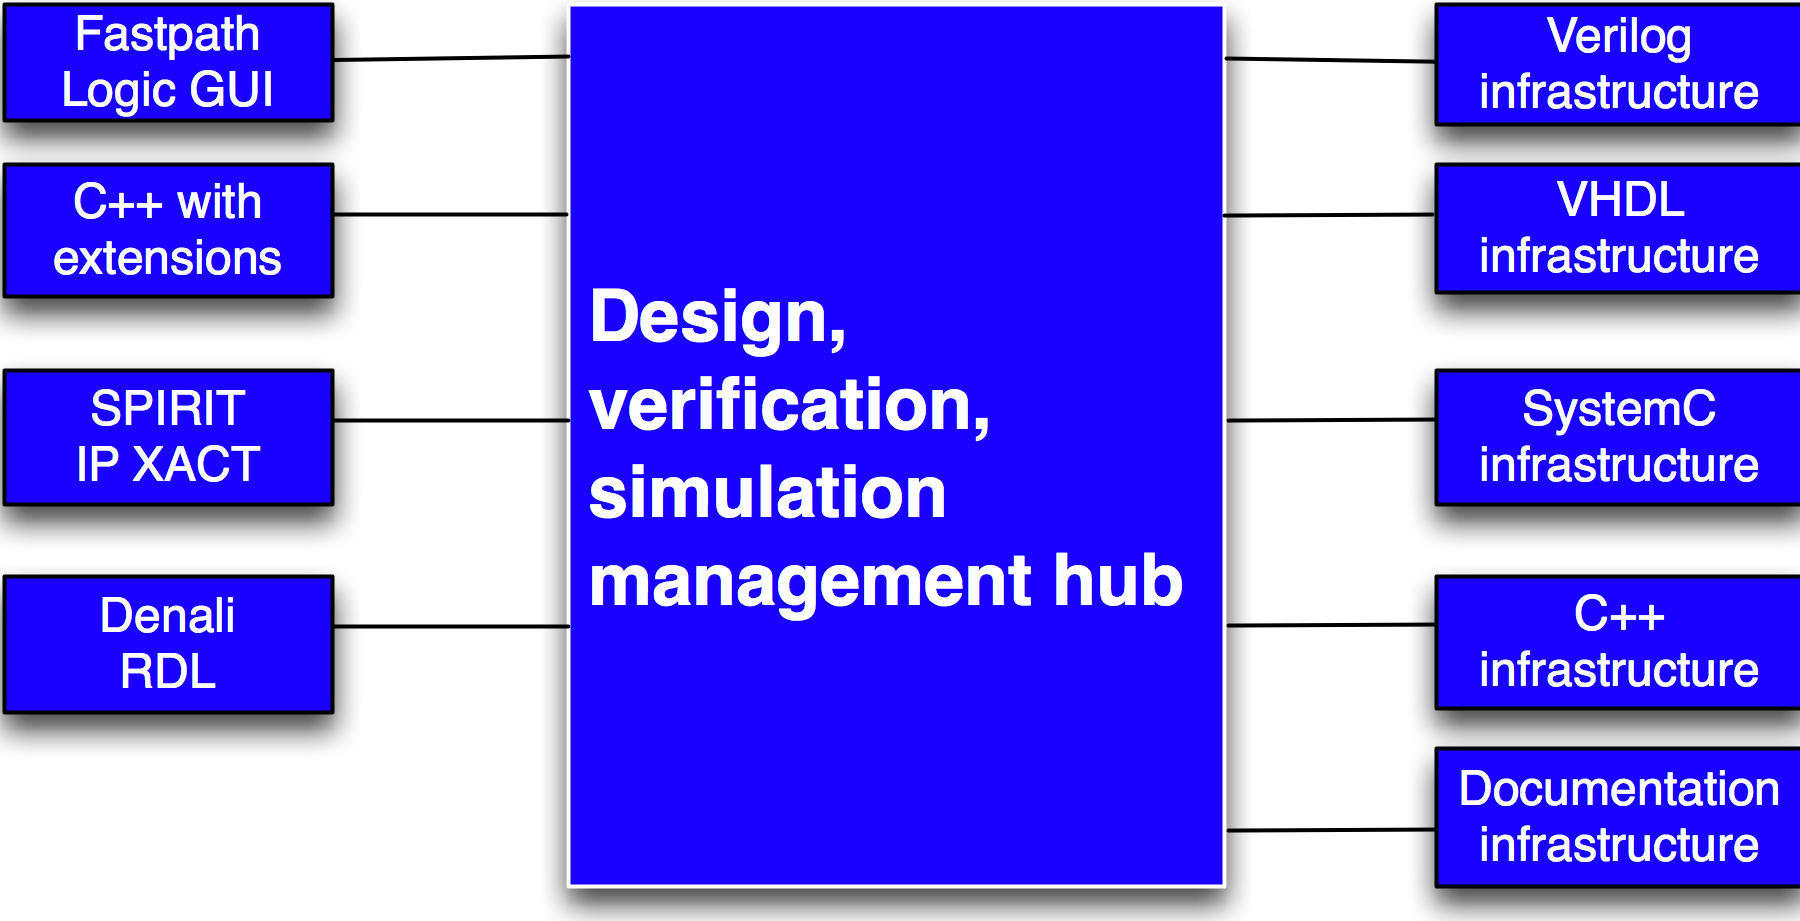 Fastpath
Logic GUI
C++ with
extensions
SPIRIT
IP XACT
Denali
RDL
Design,
verification,
simulation
management hub
Verilog
infrastructure
VHDL
infrastructure
SystemC
infrastructure
C++
infrastructure
Documentation
infrastructure